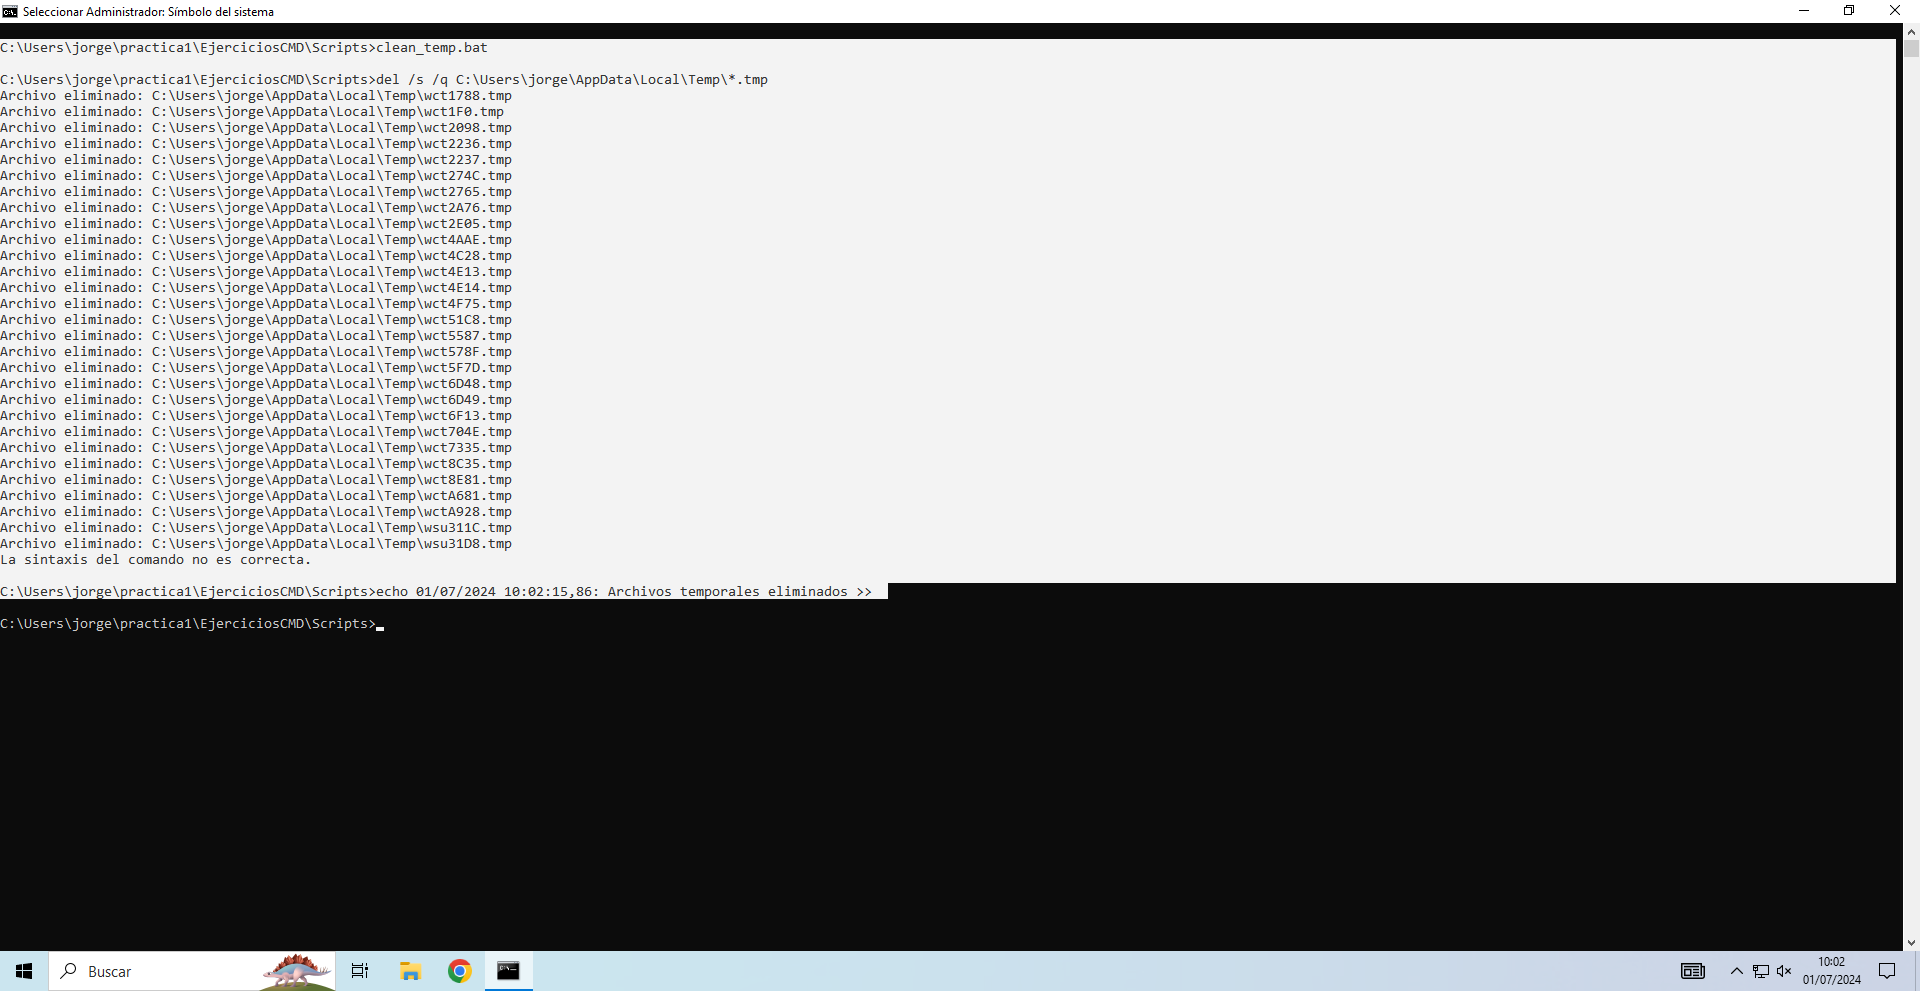 Seleccionar Administrador: Símbolo del sistema
C:\Users\jorge\practica1\EjerciciosCMD\Scripts>clean_temp.bat
C:\Users\jorge\practica1\EjerciciosCMD\Scripts>del /s /q C:\Users\jorge\AppData\Local\Temp\*.tmp
Archivo eliminado: C:\Users\jorge\AppData\Local\Temp\wct1788.tmp
Archivo eliminado: C:\Users\jorge\AppData\Local\Temp\wct1F0.tmp
Archivo eliminado: C:\Users\jorge\AppData\Local\Temp\wct2098.tmp
Archivo eliminado: C:\Users\jorge\AppData\Local\Temp\wct2236.tmp
Archivo eliminado: C:\Users\jorge\AppData\Local\Temp\wct2237.tmp
Archivo eliminado: C:\Users\jorge\AppData\Local\Temp\wct274C.tmp
Archivo eliminado: C:\Users\jorge\AppData\Local\Temp\wct2765.tmp
Archivo eliminado: C:\Users\jorge\AppData\Local\Temp\wct2A76.tmp
Archivo eliminado: C:\Users\jorge\AppData\Local\Temp\wct2E05.tmp
Archivo eliminado: C:\Users\jorge\AppData\Local\Temp\wct4AAE.tmp
Archivo eliminado: C:\Users\jorge\AppData\Local\Temp\wct4C28.tmp
Archivo eliminado: C:\Users\jorge\AppData\Local\Temp\wct4E13.tmp
Archivo eliminado: C:\Users\jorge\AppData\Local\Temp\wct4E14.tmp
Archivo eliminado: C:\Users\jorge\AppData\Local\Temp\wct4F75.tmp
Archivo eliminado: C:\Users\jorge\AppData\Local\Temp\wct51C8.tmp
Archivo eliminado: C:\Users\jorge\AppData\Local\Temp\wct5587.tmp
Archivo eliminado: C:\Users\jorge\AppData\Local\Temp\wct578F.tmp
Archivo eliminado: C:\Users\jorge\AppData\Local\Temp\wct5F7D.tmp
Archivo eliminado: C:\Users\jorge\AppData\Local\Temp\wct6D48.tmp
Archivo eliminado: C:\Users\jorge\AppData\Local\Temp\wct6D49.tmp
Archivo eliminado: C:\Users\jorge\AppData\Local\Temp\wct6F13.tmp
Archivo eliminado: C:\Users\jorge\AppData\Local\Temp\wct704E.tmp
Archivo eliminado: C:\Users\jorge\AppData\Local\Temp\wct7335.tmp
Archivo eliminado: C:\Users\jorge\AppData\Local\Temp\wct8C35.tmp
Archivo eliminado: C:\Users\jorge\AppData\Local\Temp\wct8E81.tmp
Archivo eliminado: C:\Users\jorge\AppData\Local\Temp\wctA681.tmp
Archivo eliminado: C:\Users\jorge\AppData\Local\Temp\wctA928.tmp
Archivo eliminado: C:\Users\jorge\AppData\Local\Temp\wsu311C.tmp
Archivo eliminado: C:\Users\jorge\AppData\Local\Temp\wsu31D8.tmp
La sintaxis del comando no es correcta.
C:\Users\jorge\practica1\EjerciciosCMD\Scripts>echo 01/07/2024 10:02:15,86: Archivos temporales eliminados >>
C:\Users\jorge\practica1\EjerciciosCMD\Scripts>
Buscar
10:02
01/07/2024